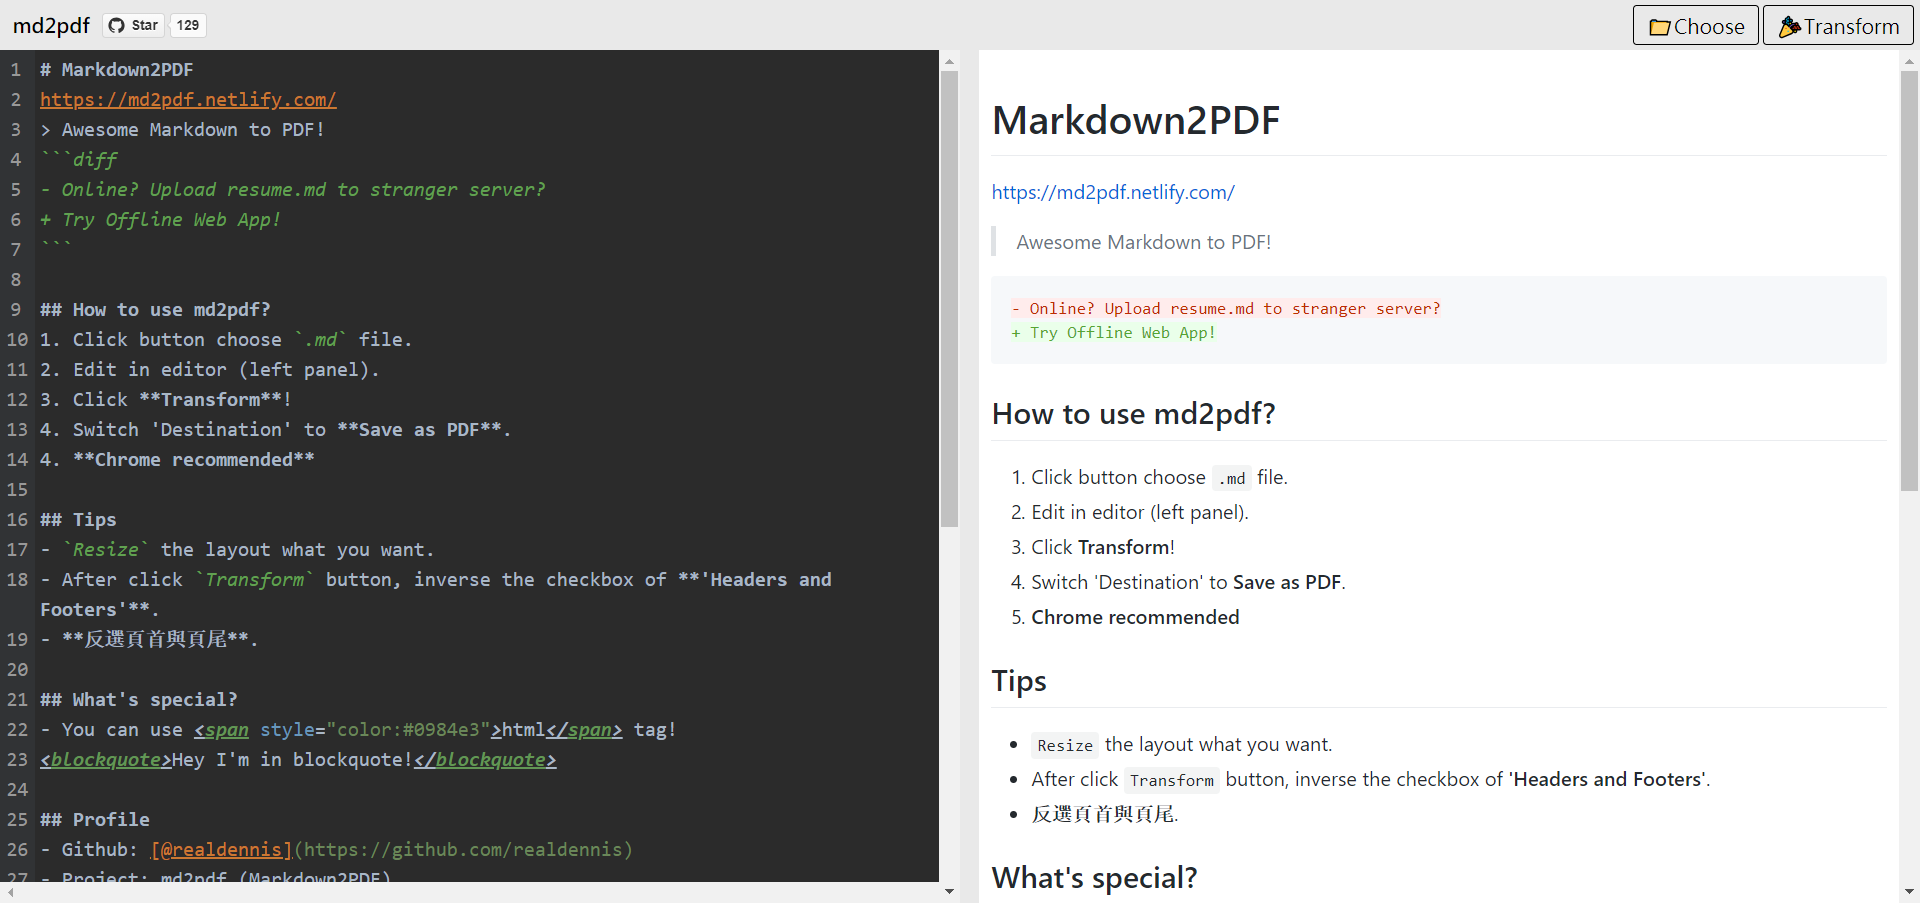 md2pdf Star 129
Choose Transform
1 # Markdown2PDF
2 https://md2pdf.netlify.com/
3 > Awesome Markdown to PDF!
4 ```diff
5 - Online? Upload resume.md to stranger server?
6 + Try Offline Web App!
7 ```
8
9 ## How to use md2pdf?
10 1. Click button choose `.md` file.
11 2. Edit in editor (left panel).
12 3. Click **Transform**!
13 4. Switch 'Destination' to **Save as PDF**.
14 4. **Chrome recommended**
15
16 ## Tips
17 - `Resize` the layout what you want.
18 - After click `Transform` button, inverse the checkbox of **'Headers and
Footers'**.
19 - **反選頁首與頁尾**.
20
21 ## What's special?
22 - You can use <span style="color:#0984e3">html</span> tag!
23 <blockquote>Hey I'm in blockquote!</blockquote>
24
25 ## Profile
26 - Github: [@realdennis](https://github.com/realdennis)
27 - Project: md2pdf (Markdown2PDF)
Markdown2PDF
https://md2pdf.netlify.com/
Awesome Markdown to PDF!
- Online? Upload resume.md to stranger server?
+ Try Offline Web App!
How to use md2pdf?
1. Click button choose .md file.
2. Edit in editor (left panel).
3. Click Transform!
4. Switch 'Destination' to Save as PDF.
5. Chrome recommended
Tips
• Resize the layout what you want.
• After click Transform button, inverse the checkbox of 'Headers and Footers'.
• 反選頁首與頁尾.
What's special?